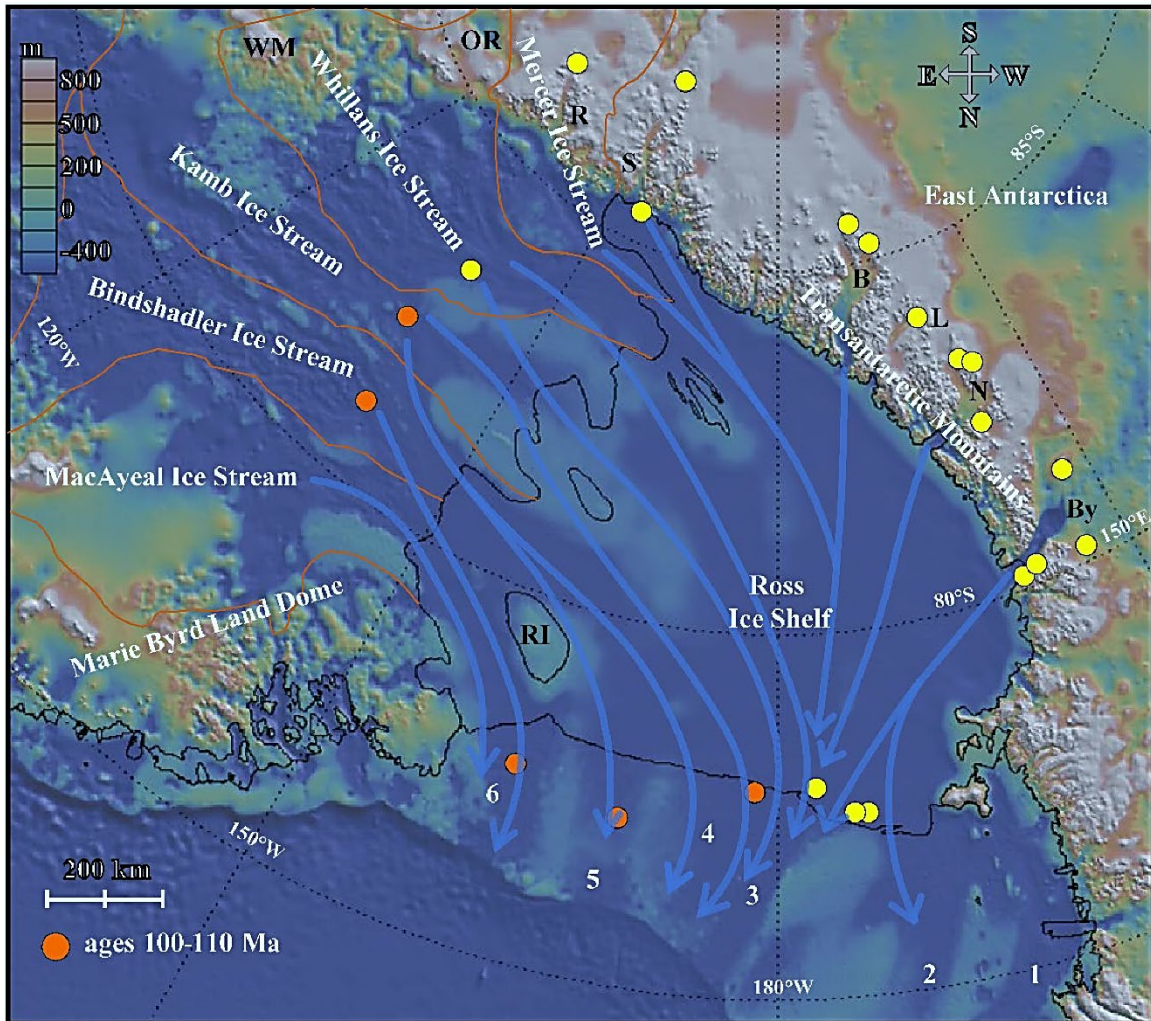 m
800
500
200
0
-400
WM
OR
S
E
W
N
Whillans Ice Stream
Mercer Ice Stream
R
S
85°S
East Antarctica
Kamb Ice Stream
B
Transantarctic Mountains
Bindshadler Ice Stream
L
120°W
N
MacAyeal Ice Stream
By
150°E
Ross
Ice Shelf
80°S
Marie Byrd Land Dome
RI
6
4
5
3
150°W
200 km
ages 100-110 Ma
2
1
180°W